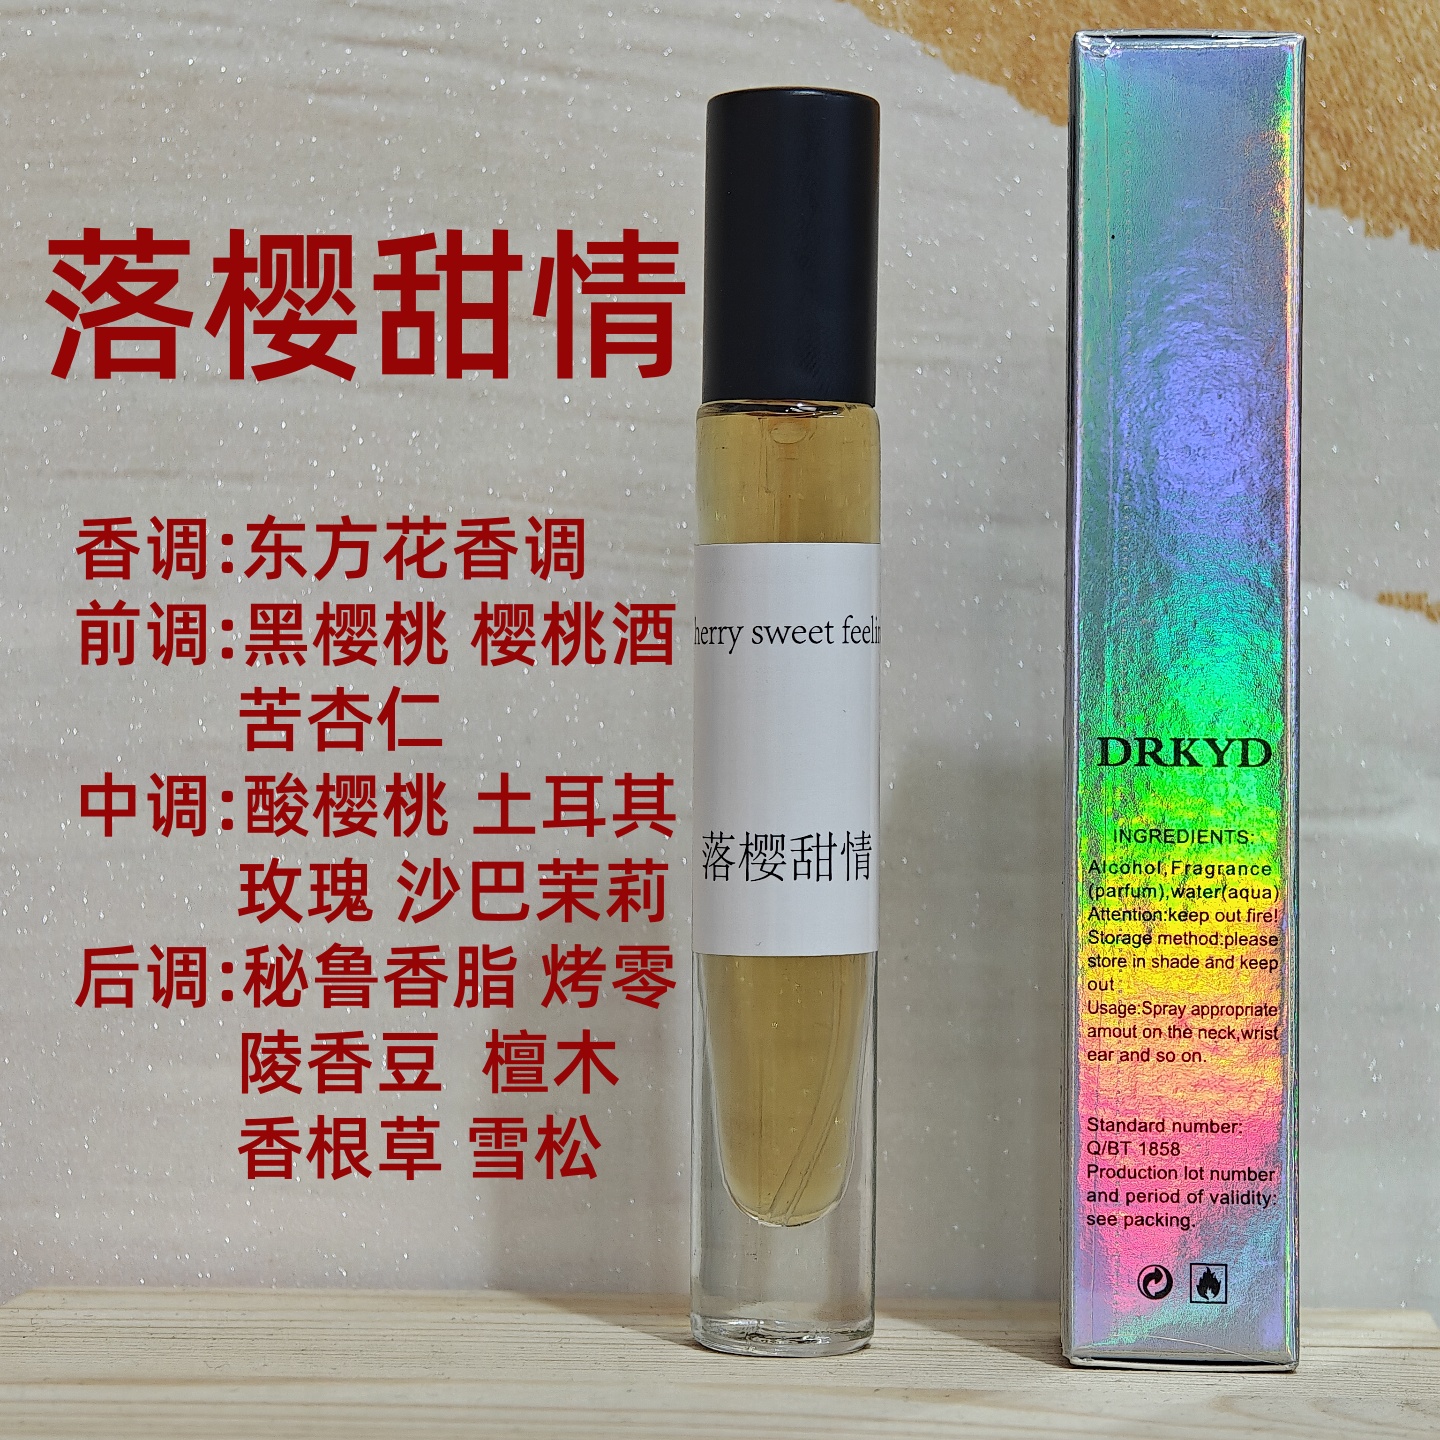 落樱甜情
香调:东方花香调
前调:黑樱桃 樱桃酒
苦杏仁
中调:酸樱桃 土耳其
玫瑰 沙巴茉莉
后调:秘鲁香脂 烤零
陵香豆 檀木
香根草 雪松
herry sweet feelin
落樱甜情
DRKYD
INGREDIENTS:
Alcohol,Fragrance
(parfum),water(aqua)
Attention:keep out fire!
Storage method:please
store in shade and keep
out
Usage:Spray appropriate
amout on the neck,wrist
ear and so on.
Standard number:
Q/BT 1858
Production lot number
and period of validity:
see packing.